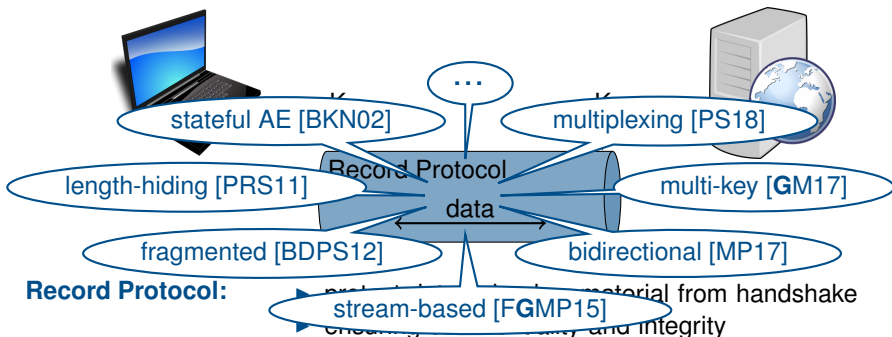 ...
K K
stateful AE [BKN02]
multiplexing [PS18]
Record Protocol
length-hiding [PRS11]
multi-key [GM17]
data
fragmented [BDPS12]
bidirectional [MP17]
Record Protocol:
material from handshake
stream-based [FGMP15]
ensuring and integrity